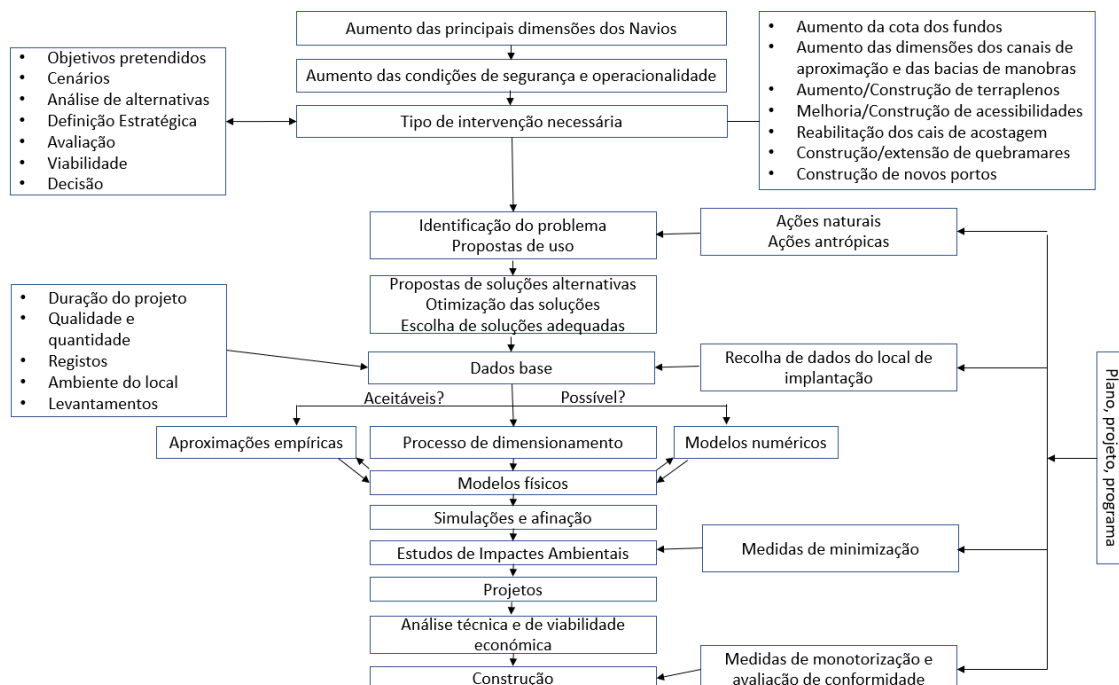 Aumento das principais dimensões dos Navios
Aumento das condições de segurança e operacionalidade
Tipo de intervenção necessária
• Objetivos pretendidos
• Cenários
• Análise de alternativas
• Definição Estratégica
• Avaliação
• Viabilidade
• Decisão
• Aumento da cota dos fundos
• Aumento das dimensões dos canais de
aproximação e das bacias de manobras
• Aumento/Construção de terraplenos
• Melhoria/Construção de acessibilidades
• Reabilitação dos cais de acostagem
• Construção/extensão de quebramares
• Construção de novos portos
Identificação do problema
Propostas de uso
Ações naturais
Ações antrópicas
Propostas de soluções alternativas
Otimização das soluções
Escolha de soluções adequadas
• Duração do projeto
• Qualidade e
quantidade
• Registos
• Ambiente do local
• Levantamentos
Dados base
Recolha de dados do local de
implantação
Aceitáveis?
Possível?
Aproximações empíricas
Processo de dimensionamento
Modelos numéricos
Modelos físicos
Simulações e afinação
Estudos de Impactes Ambientais
Medidas de minimização
Projetos
Análise técnica e de viabilidade
económica
Construção
Medidas de monotorização e
avaliação de conformidade
Plano, projeto, programa